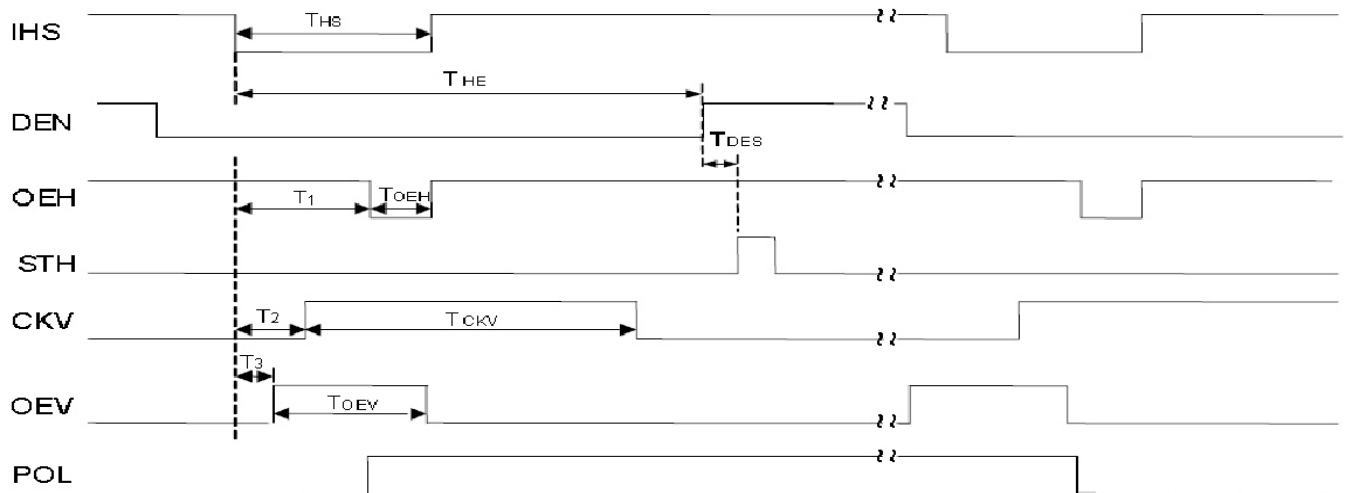 IHS THS
THE
DEN
TDES
OEH T1 TOEH
STH
CKV T2 TCKV
T3
OEV TOEV
POL